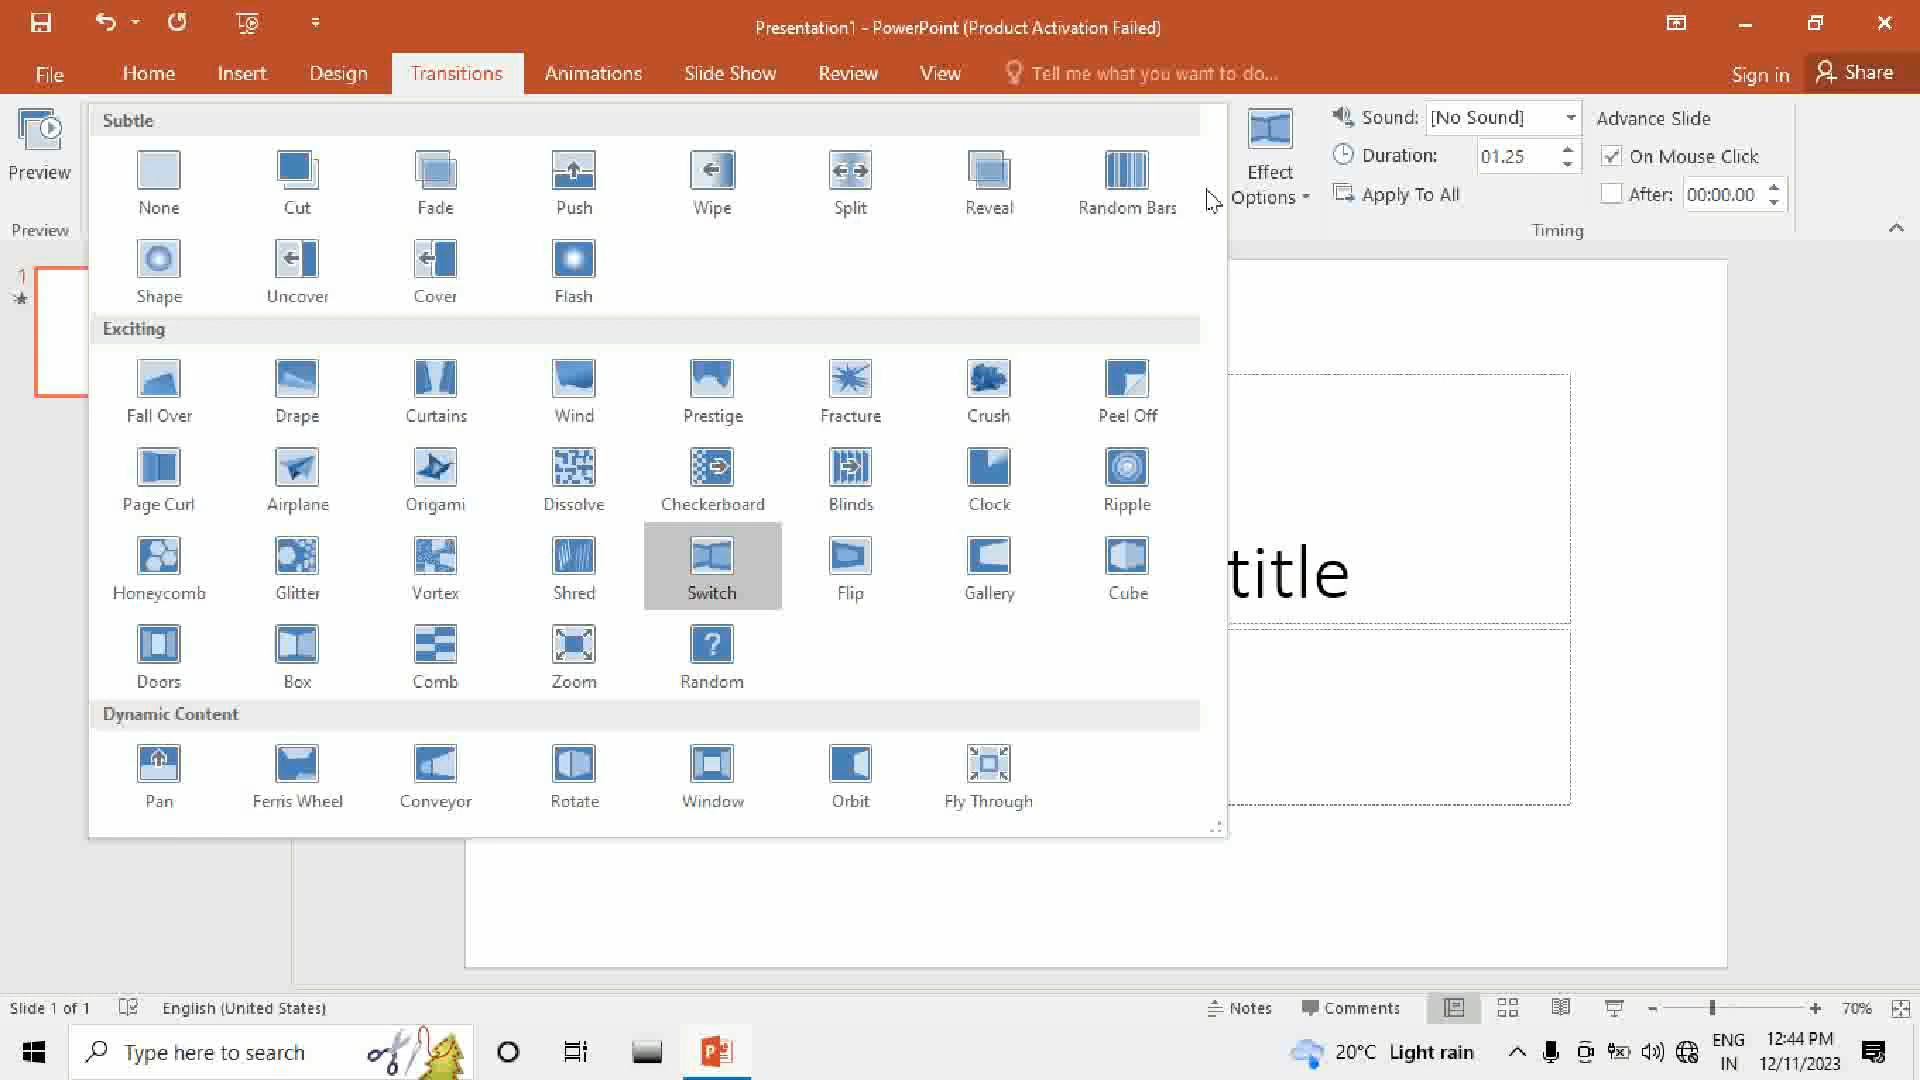 Presentation1 - PowerPoint (Product Activation Failed)
File Home Insert Design Transitions Animations Slide Show Review View Tell me what you want to do... Sign in Share
Subtle
None Cut Fade Push Wipe Split Reveal Random Bars
Shape Uncover Cover Flash
Exciting
Fall Over Drape Curtains Wind Prestige Fracture Crush Peel Off
Page Curl Airplane Origami Dissolve Checkerboard Blinds Clock Ripple
Honeycomb Glitter Vortex Shred Switch Flip Gallery Cube
Doors Box Comb Zoom Random
Dynamic Content
Pan Ferris Wheel Conveyor Rotate Window Orbit Fly Through
Preview
Preview
Effect
Options
Sound: [No Sound]
Duration: 01.25
Apply To All
Advance Slide
On Mouse Click
After: 00:00.00
Timing
1
title
Slide 1 of 1 English (United States) Notes Comments 70%
Type here to search
20°C Light rain
ENG
IN
12:44 PM
12/11/2023